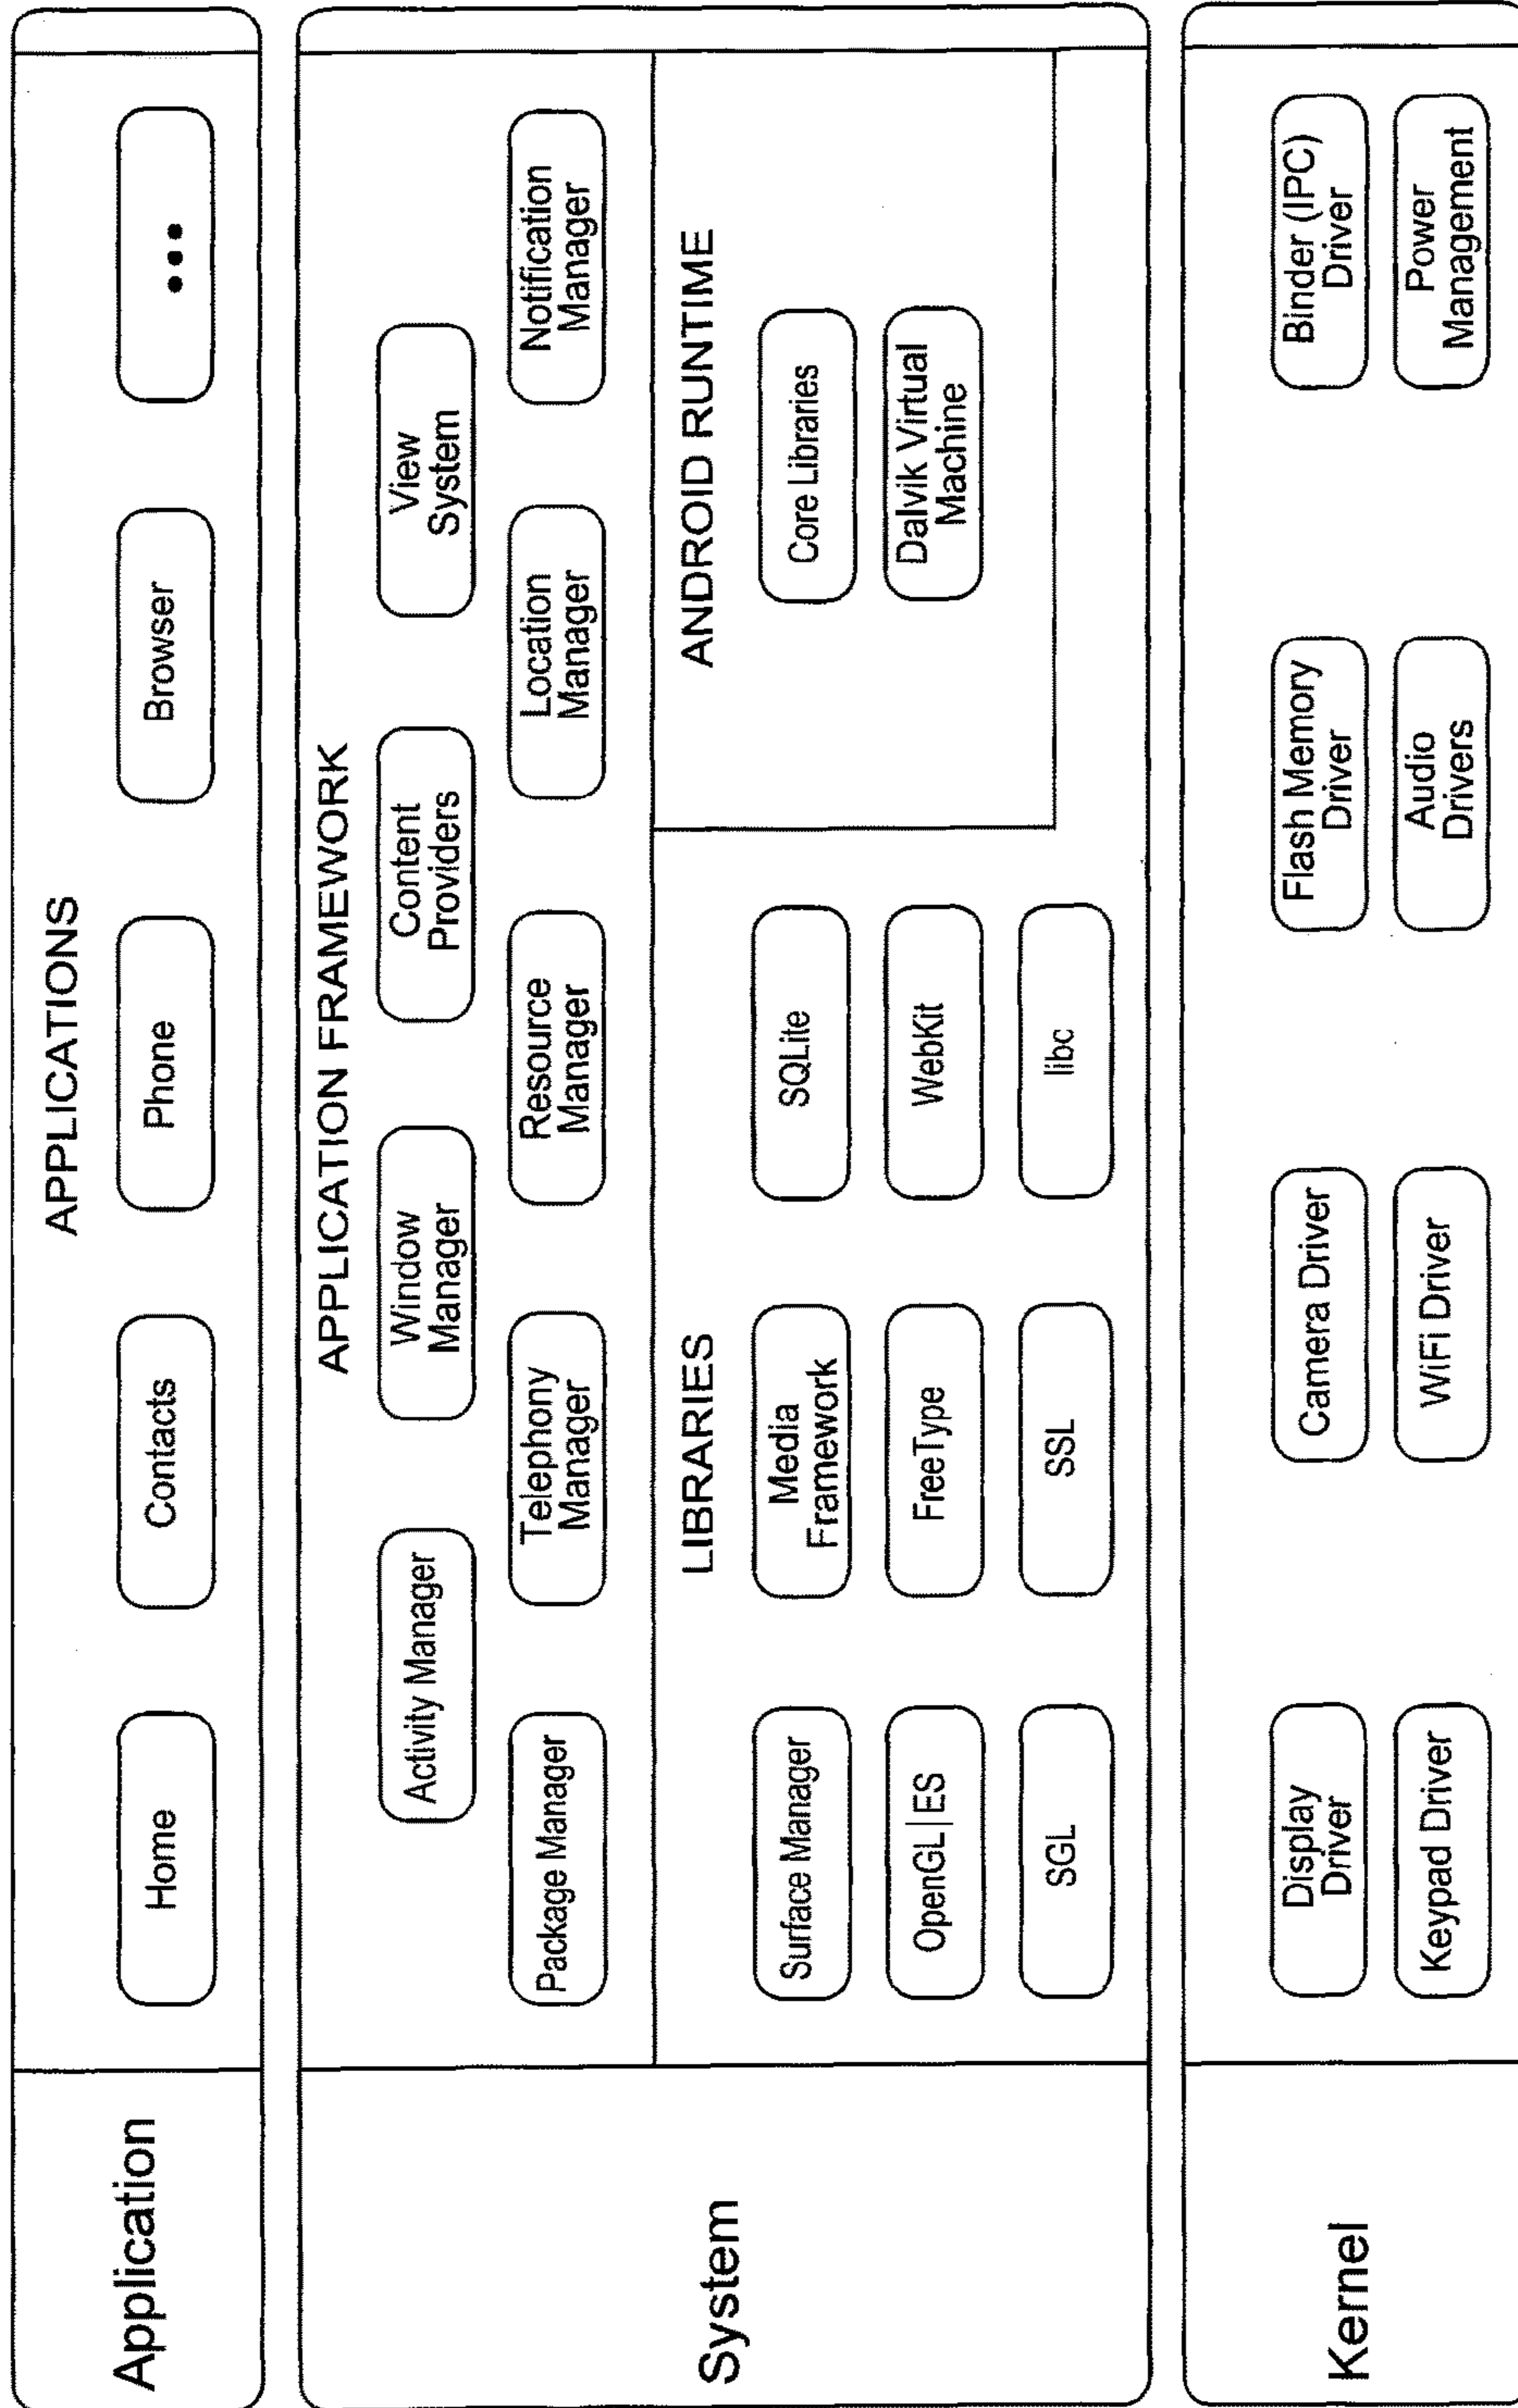 Application
APPLICATIONS
Home
Contacts
Phone
Browser
...
System
APPLICATION FRAMEWORK
Activity Manager
Window
Manager
Content
Providers
View
System
Package Manager
Telephony
Manager
Resource
Manager
Location
Manager
Notification
Manager
LIBRARIES
Surface Manager
Media
Framework
SQLite
OpenGL|ES
FreeType
WebKit
SGL
SSL
libc
ANDROID RUNTIME
Core Libraries
Dalvik Virtual
Machine
Kernel
Display
Driver
Camera Driver
Flash Memory
Driver
Binder (IPC)
Driver
Keypad Driver
WiFi Driver
Audio
Drivers
Power
Management